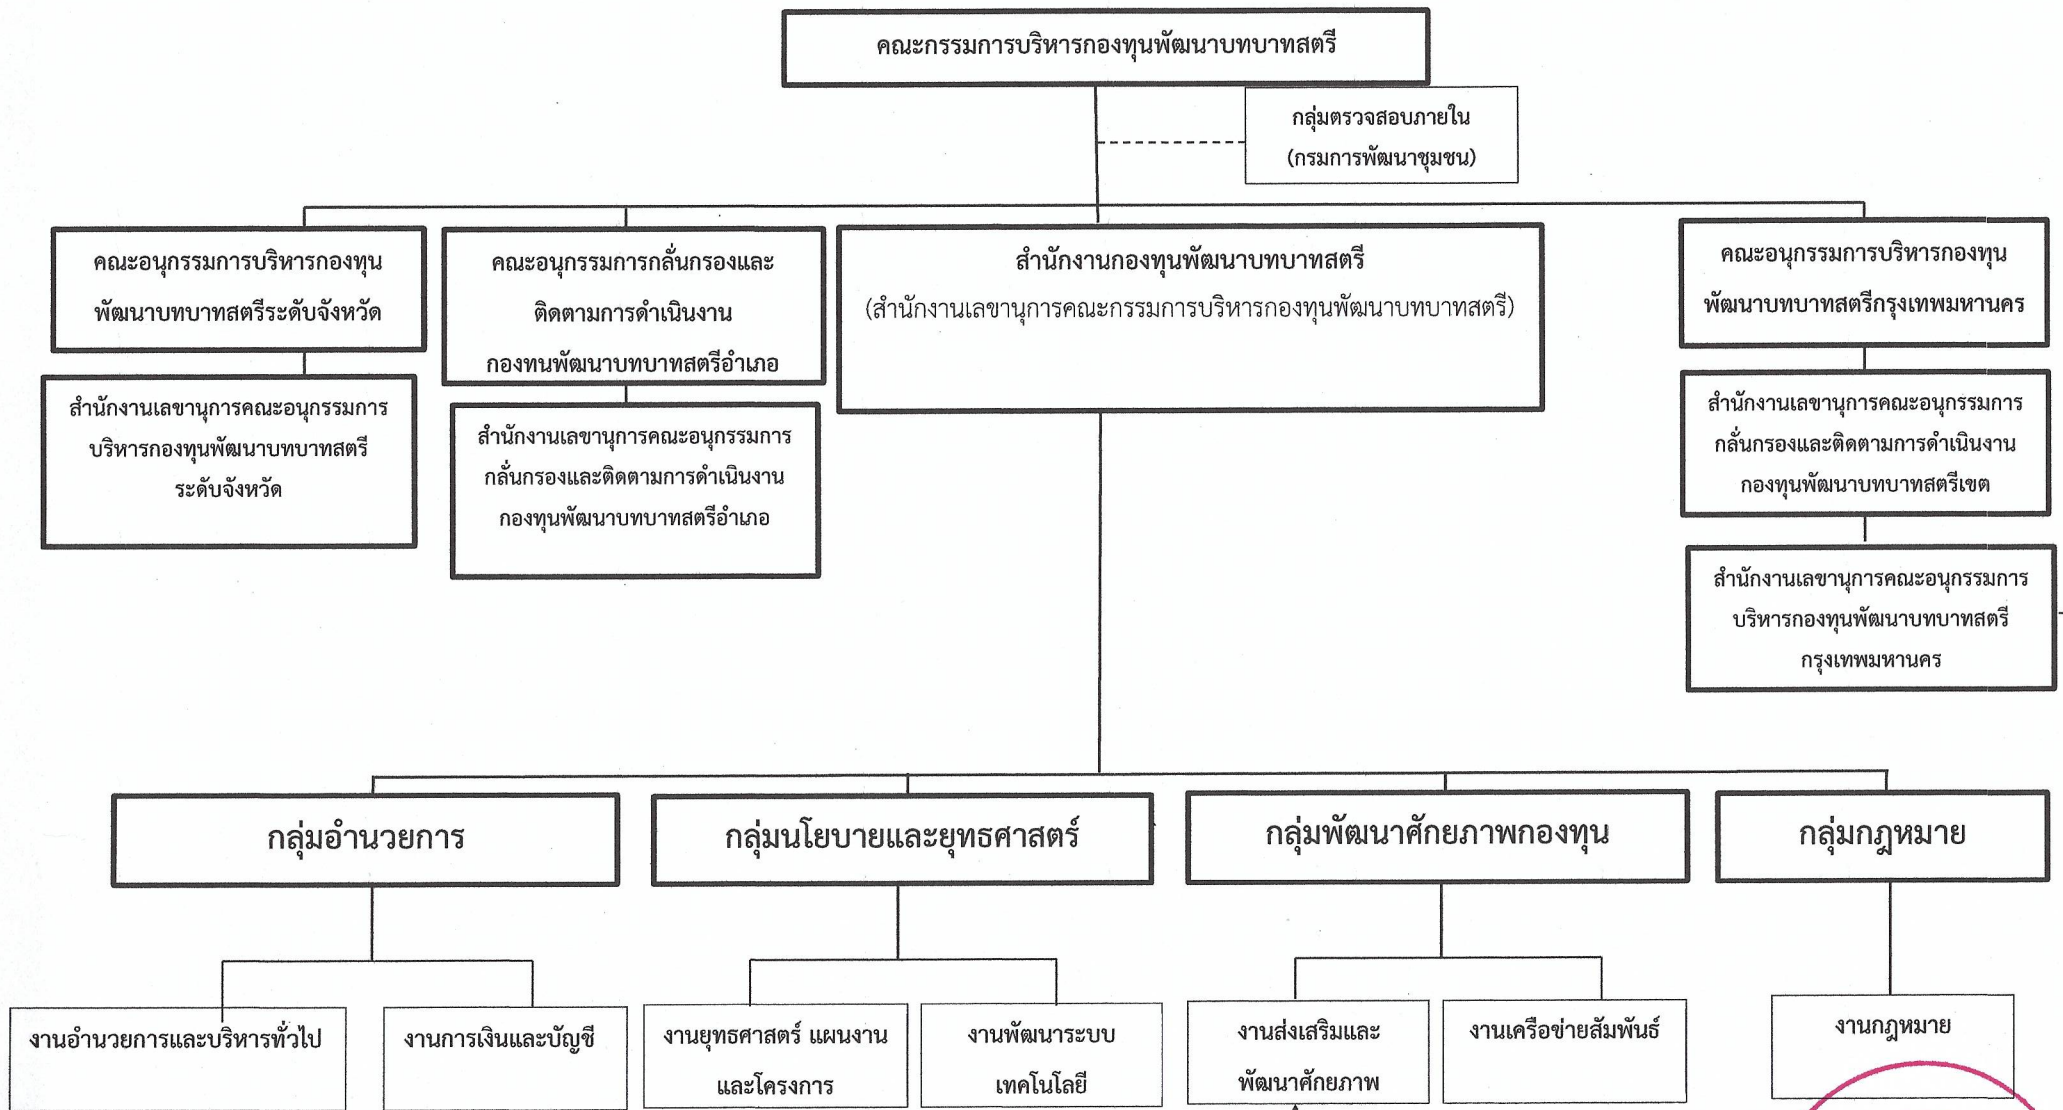 คณะกรรมการบริหารกองทุนพัฒนาบทบาทสตรี
กลุ่มตรวจสอบภายใน
(กรมการพัฒนาชุมชน)
คณะอนุกรรมการบริหารกองทุน
พัฒนาบทบาทสตรีระดับจังหวัด
คณะอนุกรรมการกลั่นกรองและ
ติดตามการดำเนินงาน
กองทนพัฒนาบทบาทสตรีอำเภอ
สำนักงานกองทุนพัฒนาบทบาทสตรี
(สำนักงานเลขานุการคณะกรรมการบริหารกองทุนพัฒนาบทบาทสตรี)
คณะอนุกรรมการบริหารกองทุน
พัฒนาบทบาทสตรีกรุงเทพมหานคร
สำนักงานเลขานุการคณะอนุกรรมการ
บริหารกองทุนพัฒนาบทบาทสตรี
ระดับจังหวัด
สำนักงานเลขานุการคณะอนุกรรมการ
กลั่นกรองและติดตามการดำเนินงาน
กองทุนพัฒนาบทบาทสตรีอำเภอ
สำนักงานเลขานุการคณะอนุกรรมการ
กลั่นกรองและติดตามการดำเนินงาน
กองทุนพัฒนาบทบาทสตรีเขต
สำนักงานเลขานุการคณะอนุกรรมการ
บริหารกองทุนพัฒนาบทบาทสตรี
กรุงเทพมหานคร
กลุ่มอำนวยการ
กลุ่มนโยบายและยุทธศาสตร์
กลุ่มพัฒนาศักยภาพกองทุน
กลุ่มกฎหมาย
งานอำนวยการและบริหารทั่วไป
งานการเงินและบัญชี
งานยุทธศาสตร์ แผนงาน
และโครงการ
งานพัฒนาระบบ
เทคโนโลยี
งานส่งเสริมและ
พัฒนาศักยภาพ
งานเครือข่ายสัมพันธ์
งานกฎหมาย